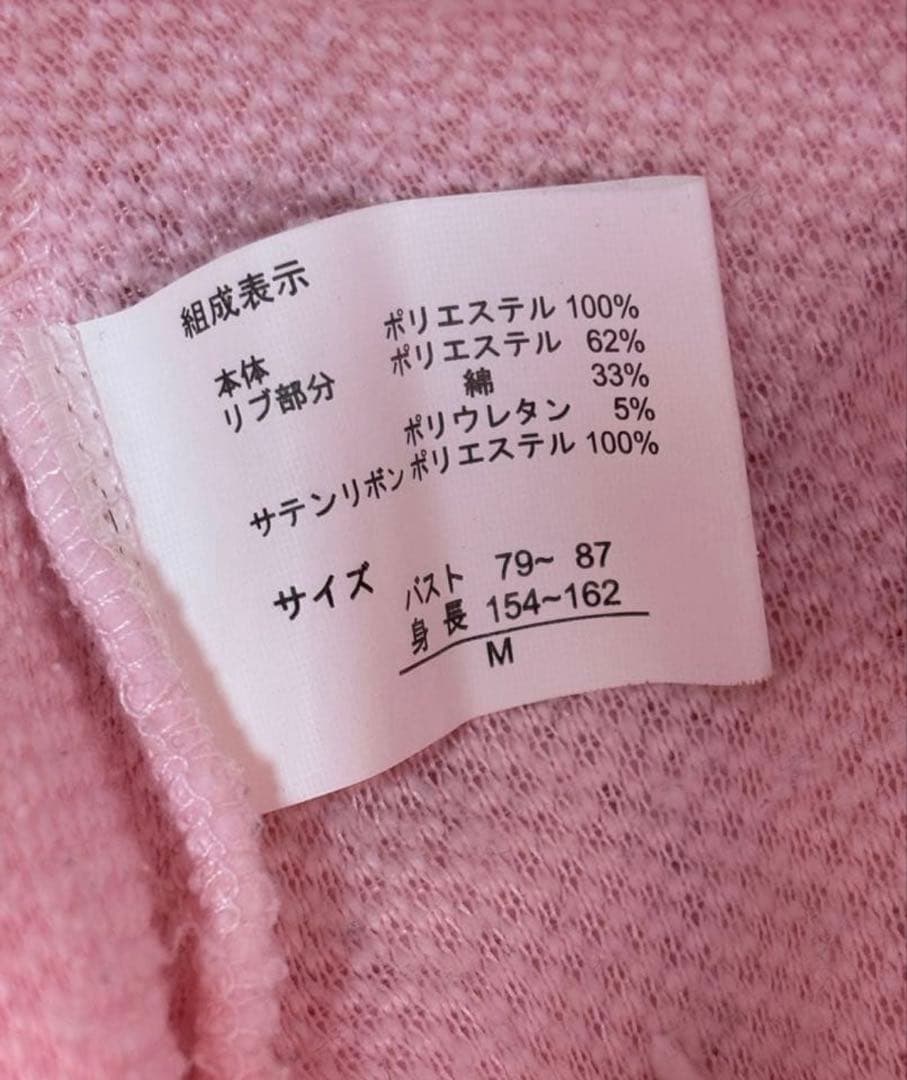 組成表示
本体 ポリエステル 100%
リブ部分 ポリエステル 62%
綿 33%
ポリウレタン 5%
サテンリボン ポリエステル 100%
サイズ バスト 79~ 87
身長 154~162
M